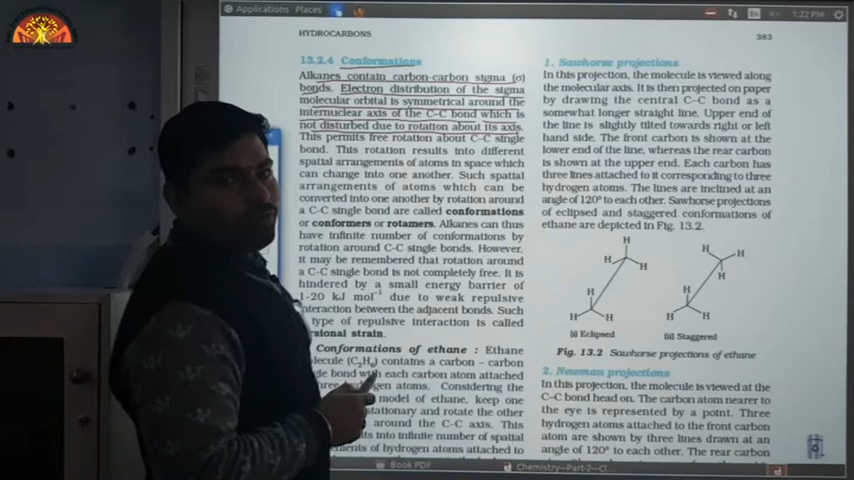 Applications Places
En 1:22 PM
HYDROCARBONS
383
13.2.4 Conformations
Alkanes contain carbon-carbon sigma (σ)
bonds. Electron distribution of the sigma
molecular orbital is symmetrical around the
internuclear axis of the C–C bond which is
not disturbed due to rotation about its axis.
This permits free rotation about C–C single
bond. This rotation results into different
spatial arrangements of atoms in space which
can change into one another. Such spatial
arrangements of atoms which can be
converted into one another by rotation around
a C-C single bond are called conformations
or conformers or rotamers. Alkanes can thus
have infinite number of conformations by
rotation around C-C single bonds. However,
it may be remembered that rotation around
a C-C single bond is not completely free. It is
hindered by a small energy barrier of
1-20 kJ mol⁻¹ due to weak repulsive
interaction between the adjacent bonds. Such
type of repulsive interaction is called
rsional strain.
Conformations of ethane : Ethane
lecule (C₂H₆) contains a carbon – carbon
gle bond with each carbon atom attached
hree hydrogen atoms. Considering the
model of ethane, keep one
stationary and rotate the other
around the C-C axis. This
its into infinite number of spatial
ements of hydrogen atoms attached to
1. Sawhorse projections
In this projection, the molecule is viewed along
the molecular axis. It is then projected on paper
by drawing the central C–C bond as a
somewhat longer straight line. Upper end of
the line is slightly tilted towards right or left
hand side. The front carbon is shown at the
lower end of the line, whereas the rear carbon
is shown at the upper end. Each carbon has
three lines attached to it corresponding to three
hydrogen atoms. The lines are inclined at an
angle of 120° to each other. Sawhorse projections
of eclipsed and staggered conformations of
ethane are depicted in Fig. 13.2.
H H H
H H H
H H
H H H H
(i) Eclipsed (ii) Staggered
Fig. 13.2 Sawhorse projections of ethane
2. Newman projections
In this projection, the molecule is viewed at the
C–C bond head on. The carbon atom nearer to
the eye is represented by a point. Three
hydrogen atoms attached to the front carbon
atom are shown by three lines drawn at an
angle of 120° to each other. The rear carbon
Book PDF Chemistry-Part-2-Cl...